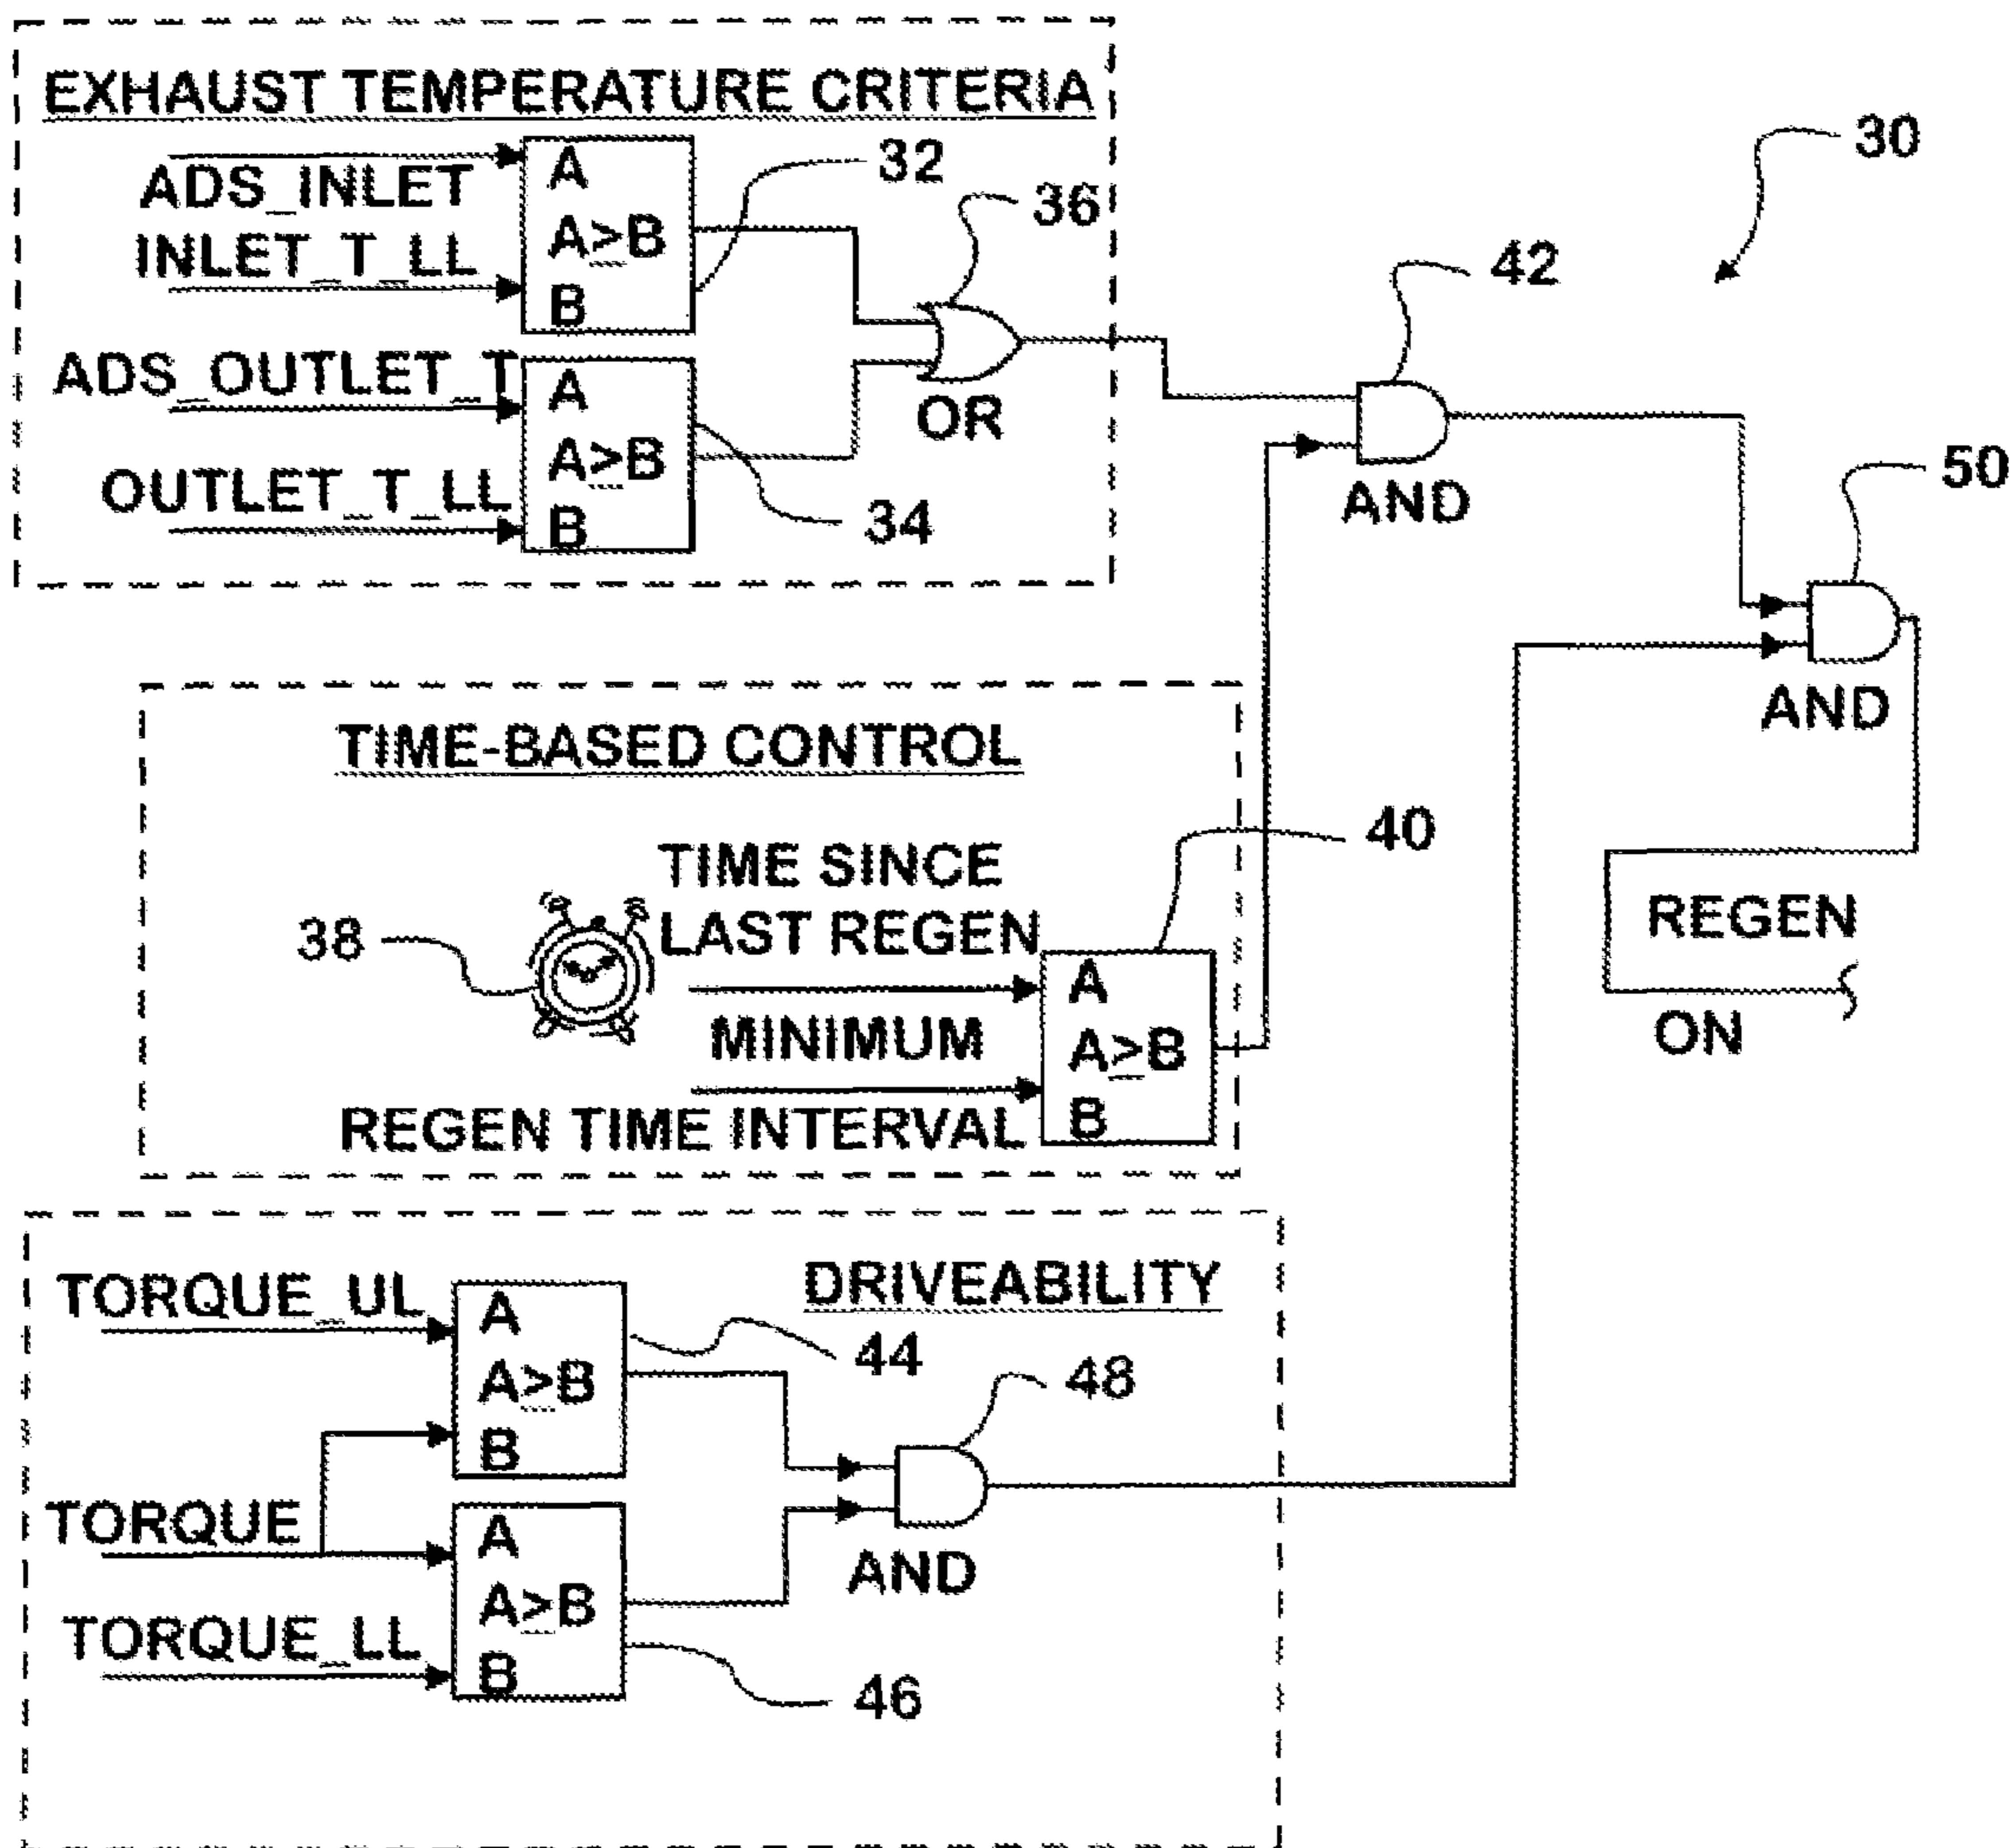 EXHAUST TEMPERATURE CRITERIA
30
ADS_INLET
A
32
36
INLET_T_LL
A≥B
B
42
ADS_OUTLET_T
A
OR
A≥B
OUTLET_T_LL
B
34
AND
50
AND
TIME-BASED CONTROL
40
TIME SINCE
LAST REGEN
38
A
REGEN
MINIMUM
A≥B
ON
REGEN TIME INTERVAL
B
TORQUE_UL
A
DRIVEABILITY
44
A≥B
48
B
TORQUE
A
AND
A≥B
TORQUE_LL
B
46